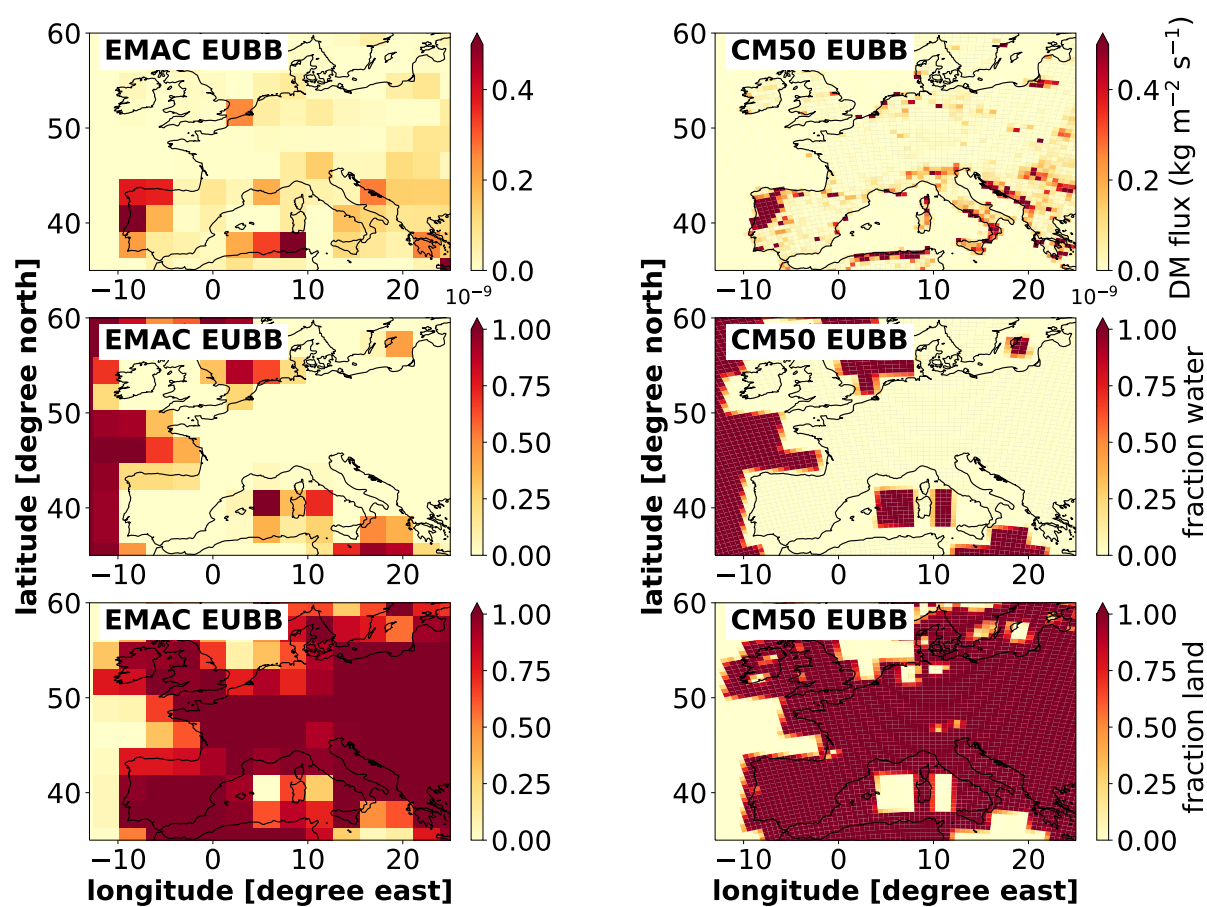 60
50
40
EMAC EUBB
0.4
0.2
0.0
−10 0 10 20
10⁻⁹
60
50
40
CM50 EUBB
0.4
0.2
0.0
−10 0 10 20
10⁻⁹
DM flux (kg m⁻² s⁻¹)
latitude [degree north]
60
50
40
EMAC EUBB
1.00
0.75
0.50
0.25
0.00
−10 0 10 20
latitude [degree north]
60
50
40
CM50 EUBB
1.00
0.75
0.50
0.25
0.00
−10 0 10 20
fraction water
60
50
40
EMAC EUBB
1.00
0.75
0.50
0.25
0.00
−10 0 10 20
longitude [degree east]
60
50
40
CM50 EUBB
1.00
0.75
0.50
0.25
0.00
−10 0 10 20
longitude [degree east]
fraction land